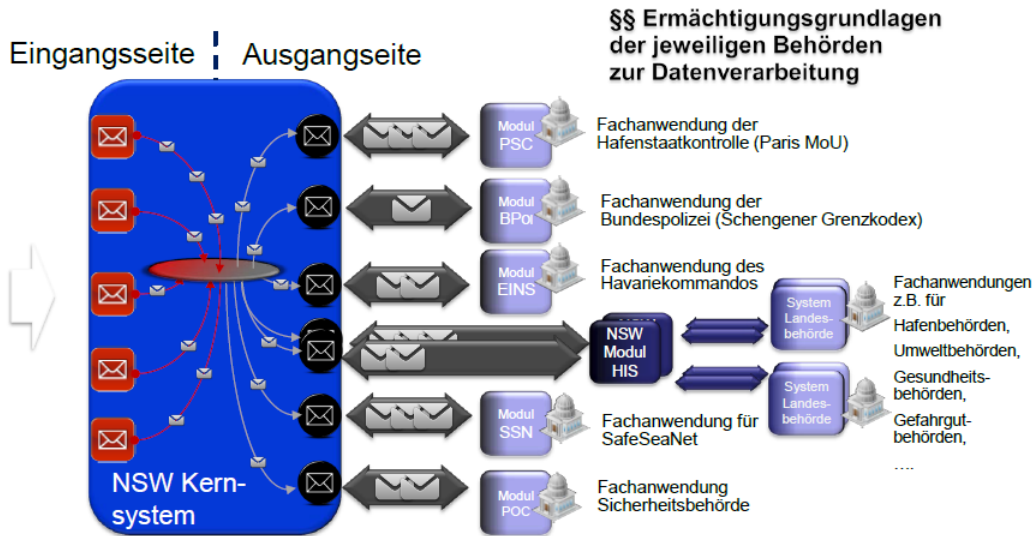 §§ Ermächtigungsgrundlagen
der jeweiligen Behörden
zur Datenverarbeitung
Eingangsseite
Ausgangseite
Modul
PSC
Fachanwendung der
Hafenstaatkontrolle (Paris MoU)
Modul
BPol
Fachanwendung der
Bundespolizei (Schengener Grenzkodex)
Modul
EINS
Fachanwendung des
Havariekommandos
NSW
Modul
HIS
System
Landes-
behörde
System
Landes-
behörde
Fachanwendungen
z.B. für
Hafenbehörden,
Umweltbehörden,
Gesundheits-
behörden,
Gefahrgut-
behörden,
....
Modul
SSN
Fachanwendung für
SafeSeaNet
Modul
POC
Fachanwendung
Sicherheitsbehörde
NSW Kern-
system